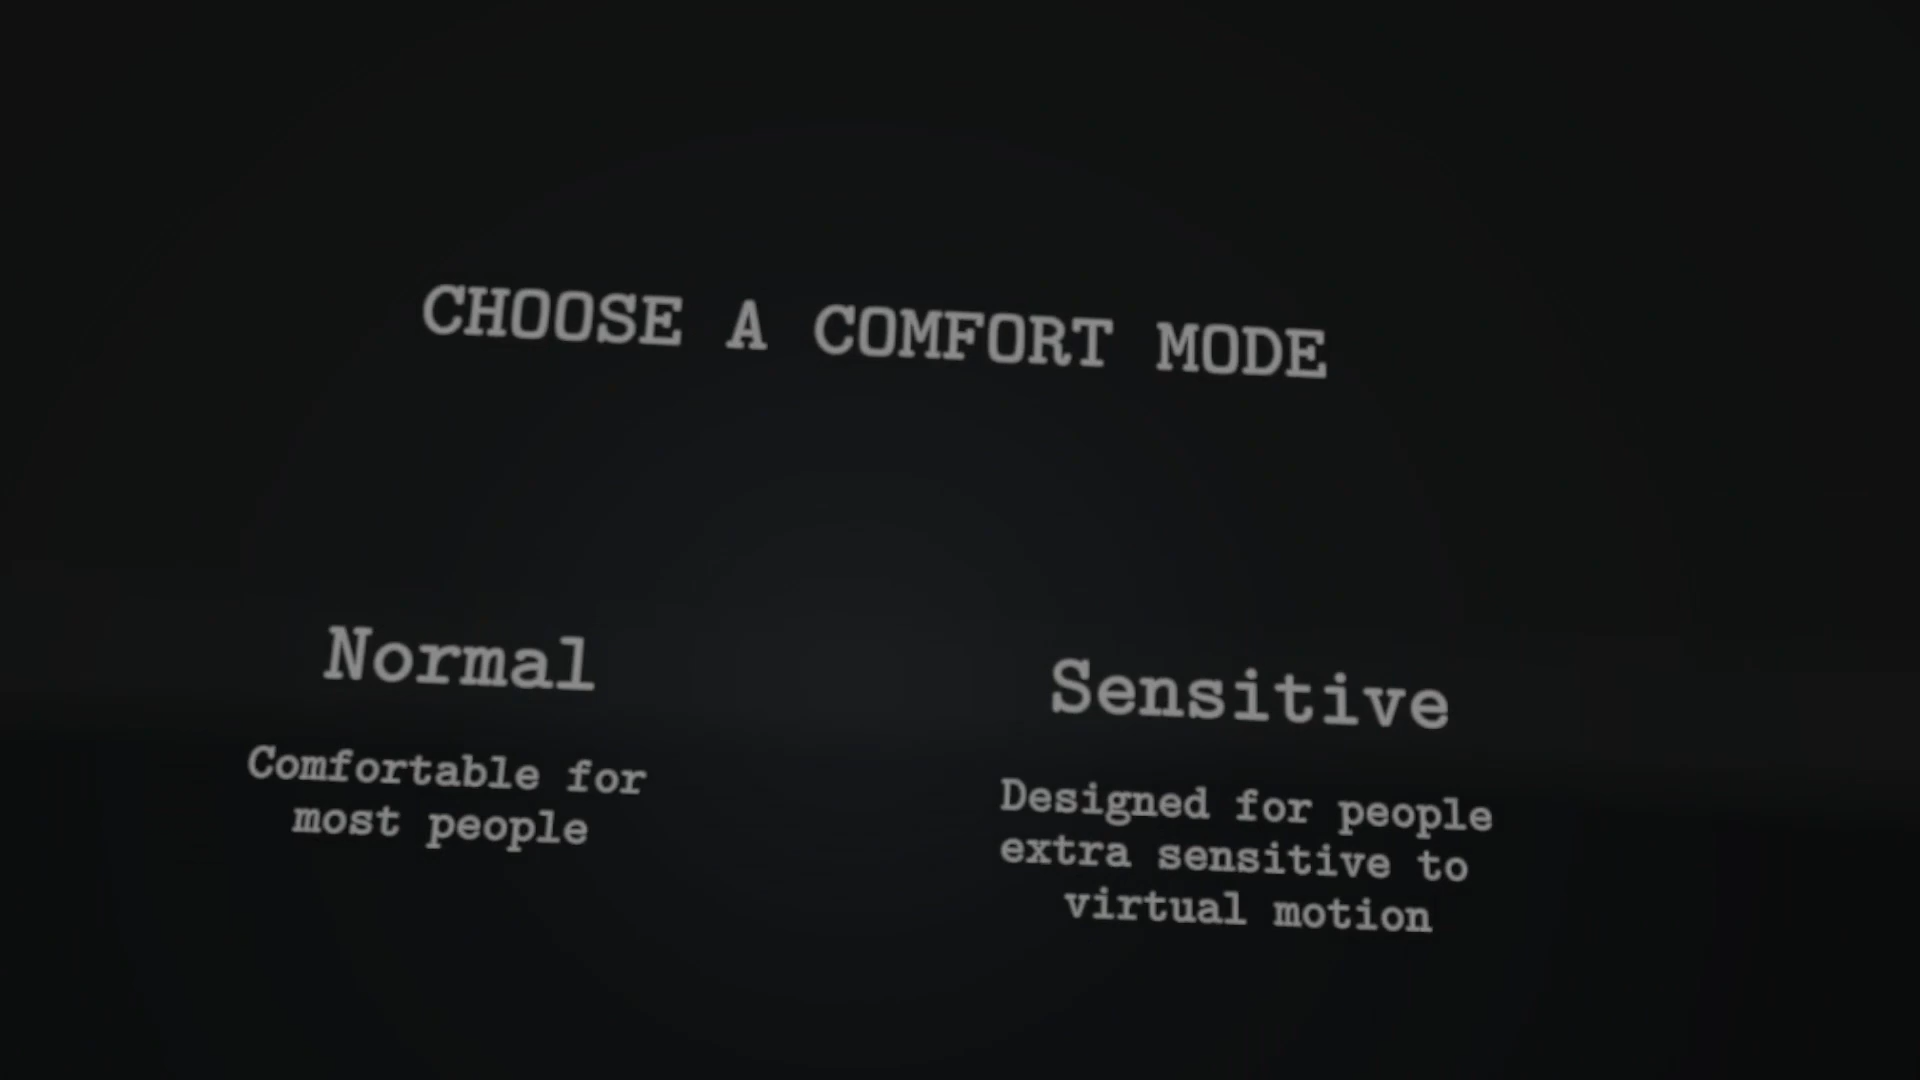 CHOOSE A COMFORT MODE
Normal
Comfortable for
most people
Sensitive
Designed for people
extra sensitive to
virtual motion